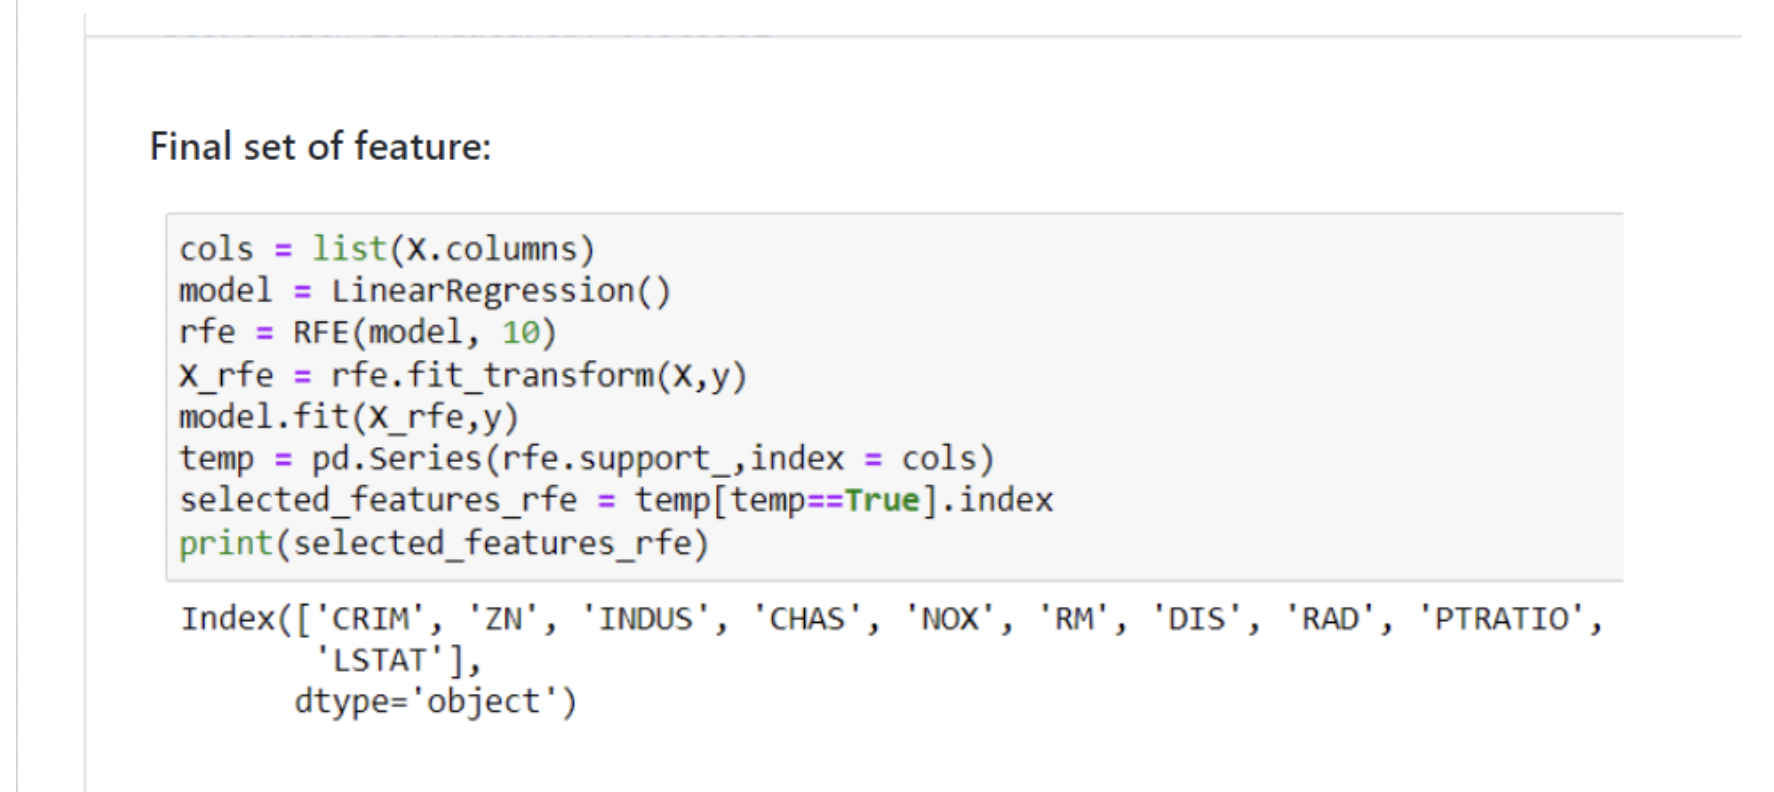 Final set of feature:
cols = list(X.columns)
model = LinearRegression()
rfe = RFE(model, 10)
X_rfe = rfe.fit_transform(X,y)
model.fit(X_rfe,y)
temp = pd.Series(rfe.support_,index = cols)
selected_features_rfe = temp[temp==True].index
print(selected_features_rfe)
Index(['CRIM', 'ZN', 'INDUS', 'CHAS', 'NOX', 'RM', 'DIS', 'RAD', 'PTRATIO',
       'LSTAT'],
      dtype='object')